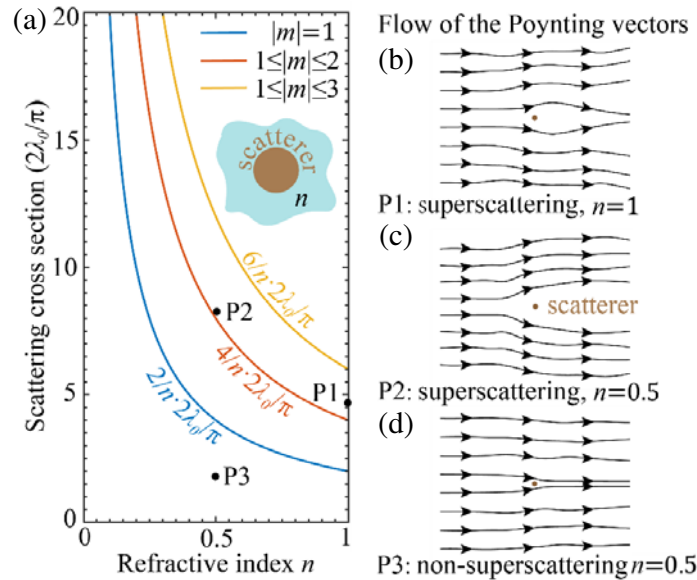 (a)
20
15
10
5
0
0
0.5
1
Scattering cross section (2λ₀/π)
Refractive index n
|m|=1
1≤|m|≤2
1≤|m|≤3
scatterer
n
6/n·2λ₀/π
4/n·2λ₀/π
2/n·2λ₀/π
P2
P1
P3
Flow of the Poynting vectors
(b)
P1: superscattering, n=1
(c)
scatterer
P2: superscattering, n=0.5
(d)
P3: non-superscattering n=0.5